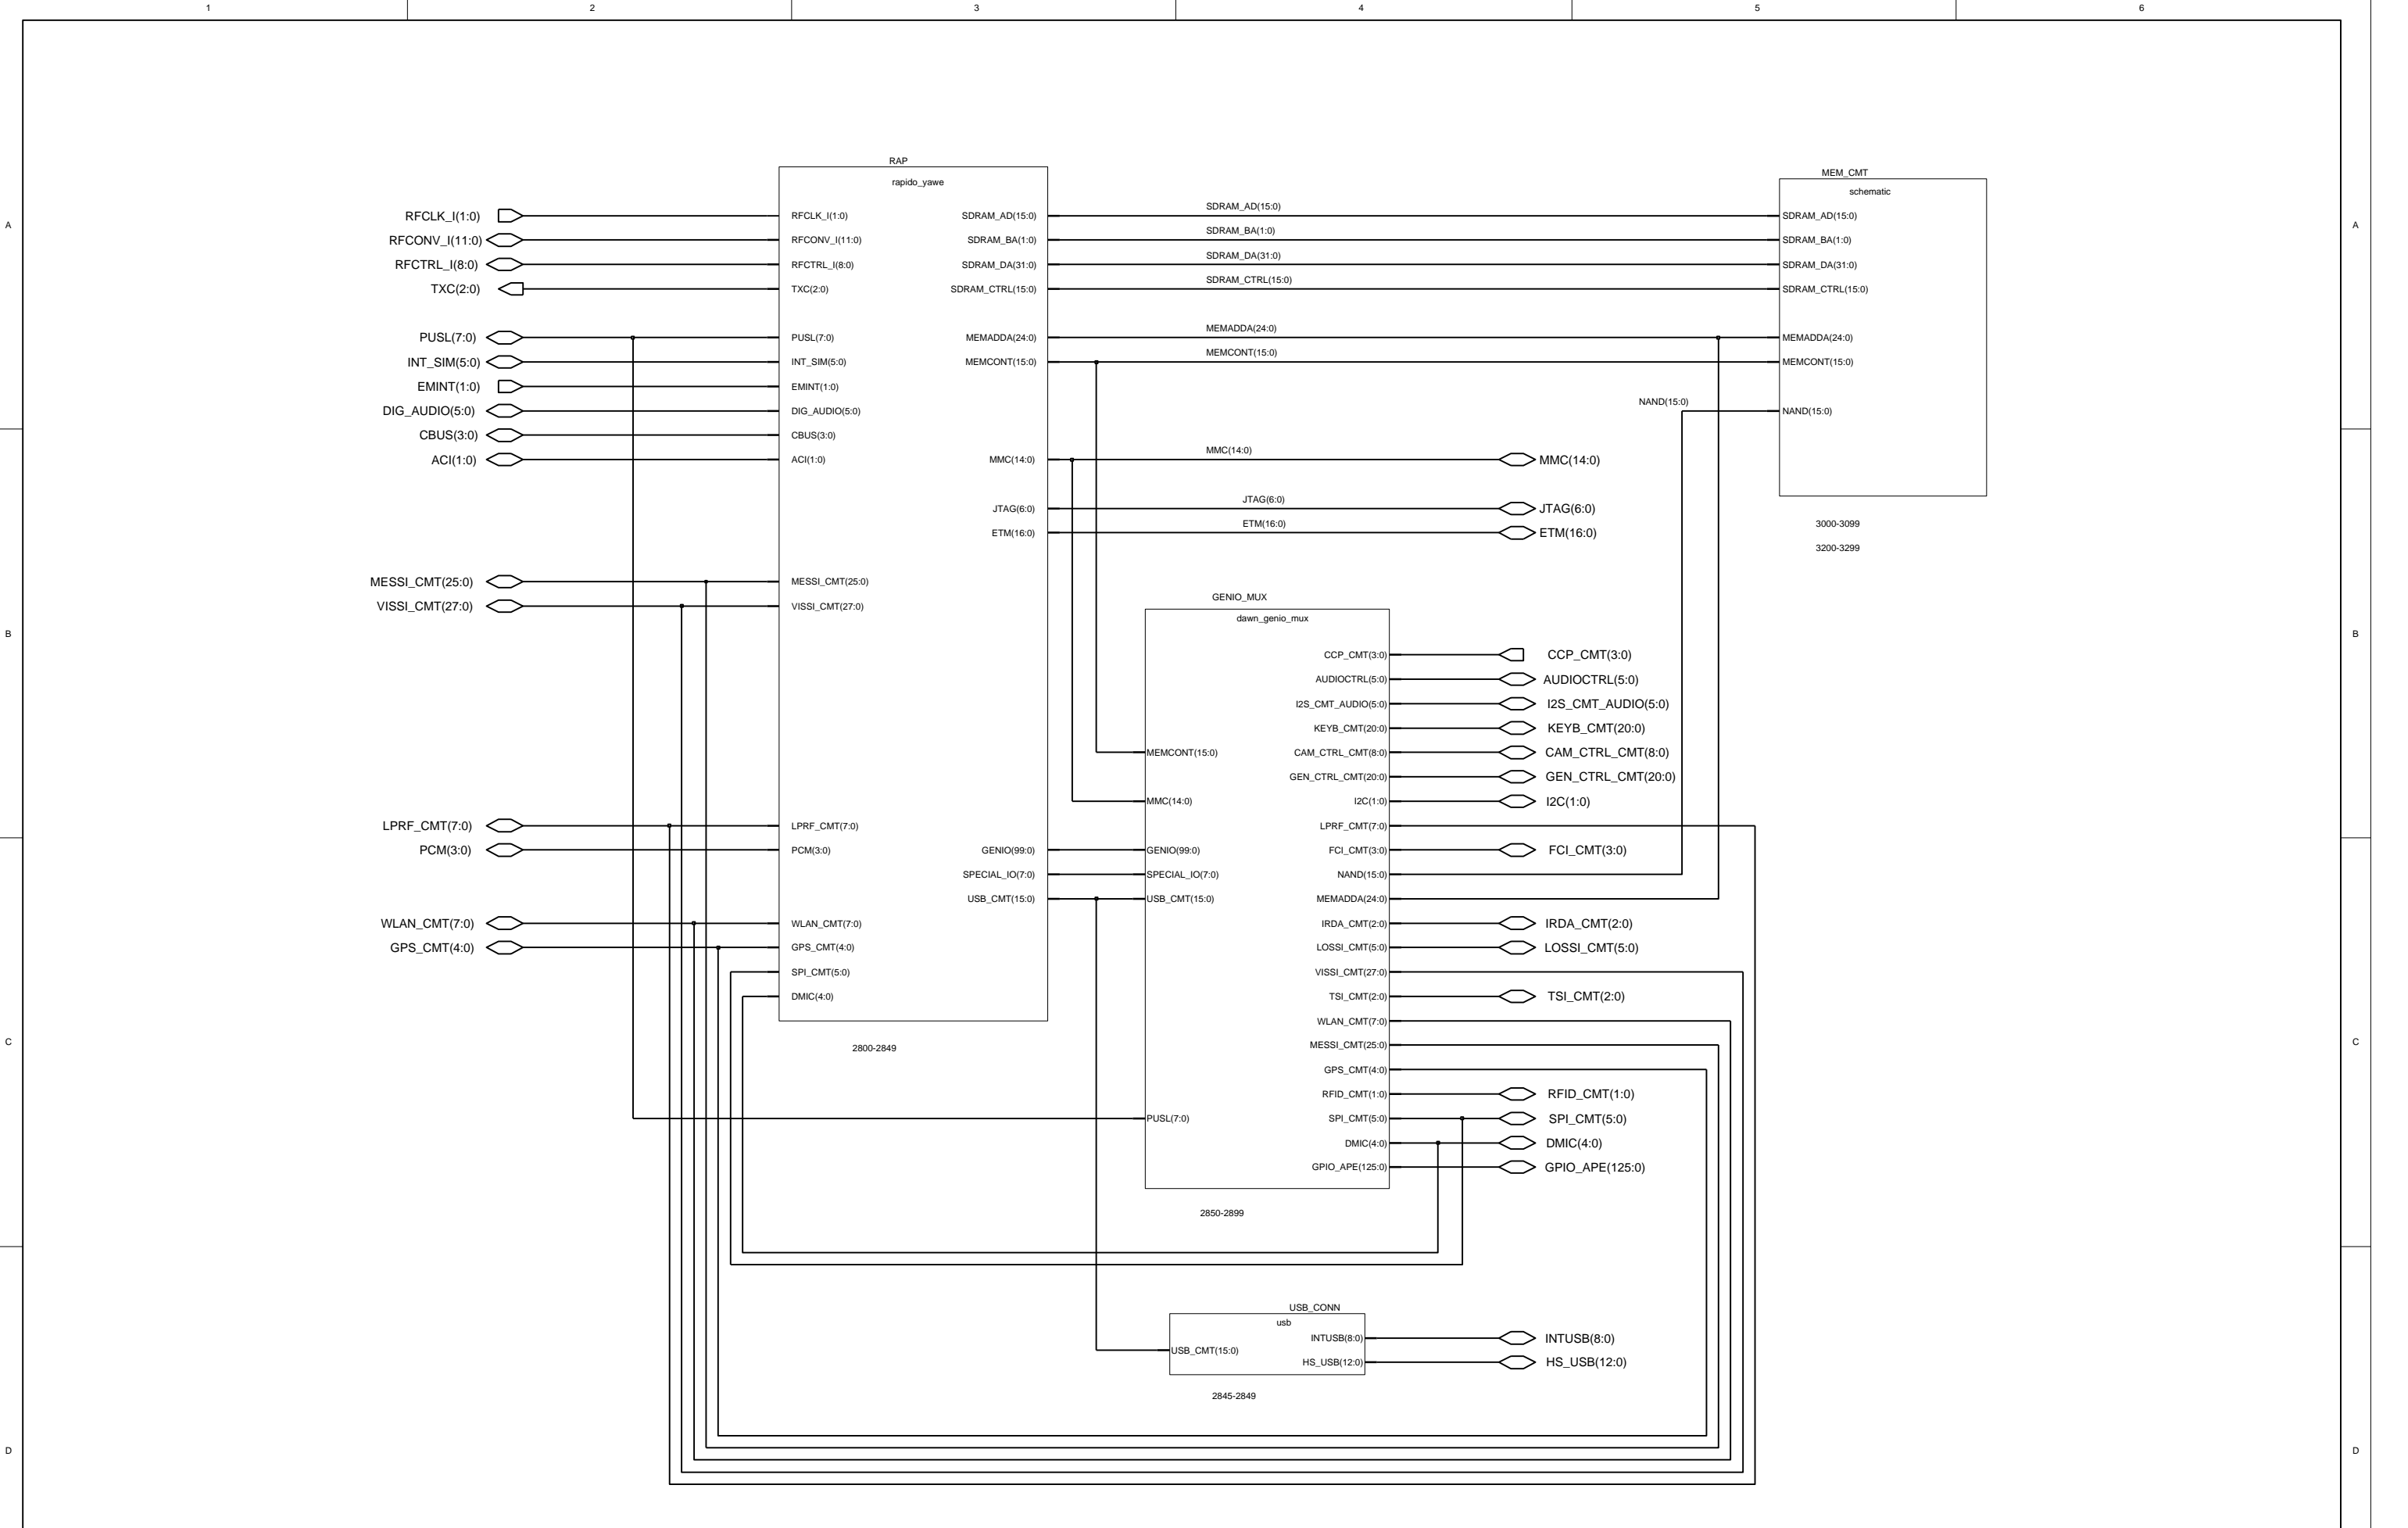 1 2 3 4 5 6
RAP
rapido_yawe
MEM_CMT
schematic
RFCLK_I(1:0) RFCLK_I(1:0) SDRAM_AD(15:0) SDRAM_AD(15:0) SDRAM_AD(15:0)
A A
RFCONV_I(11:0) RFCONV_I(11:0) SDRAM_BA(1:0) SDRAM_BA(1:0) SDRAM_BA(1:0)
RFCTRL_I(8:0) RFCTRL_I(8:0) SDRAM_DA(31:0) SDRAM_DA(31:0) SDRAM_DA(31:0)
TXC(2:0) TXC(2:0) SDRAM_CTRL(15:0) SDRAM_CTRL(15:0) SDRAM_CTRL(15:0)
PUSL(7:0) PUSL(7:0) MEMADDA(24:0) MEMADDA(24:0) MEMADDA(24:0)
INT_SIM(5:0) INT_SIM(5:0) MEMCONT(15:0) MEMCONT(15:0) MEMCONT(15:0)
EMINT(1:0) EMINT(1:0)
DIG_AUDIO(5:0) DIG_AUDIO(5:0) NAND(15:0) NAND(15:0)
CBUS(3:0) CBUS(3:0)
ACI(1:0) ACI(1:0) MMC(14:0) MMC(14:0) MMC(14:0)
JTAG(6:0) JTAG(6:0) JTAG(6:0)
ETM(16:0) ETM(16:0) ETM(16:0)
3000-3099
3200-3299
MESSI_CMT(25:0) MESSI_CMT(25:0)
VISSI_CMT(27:0) VISSI_CMT(27:0)
GENIO_MUX
dawn_genio_mux
B B
CCP_CMT(3:0) CCP_CMT(3:0)
AUDIOCTRL(5:0) AUDIOCTRL(5:0)
I2S_CMT_AUDIO(5:0) I2S_CMT_AUDIO(5:0)
KEYB_CMT(20:0) KEYB_CMT(20:0)
MEMCONT(15:0) CAM_CTRL_CMT(8:0) CAM_CTRL_CMT(8:0)
GEN_CTRL_CMT(20:0) GEN_CTRL_CMT(20:0)
MMC(14:0) I2C(1:0) I2C(1:0)
LPRF_CMT(7:0) LPRF_CMT(7:0) LPRF_CMT(7:0)
PCM(3:0) PCM(3:0) GENIO(99:0) GENIO(99:0) FCI_CMT(3:0) FCI_CMT(3:0)
SPECIAL_IO(7:0) SPECIAL_IO(7:0) NAND(15:0)
USB_CMT(15:0) USB_CMT(15:0) MEMADDA(24:0)
WLAN_CMT(7:0) WLAN_CMT(7:0) IRDA_CMT(2:0) IRDA_CMT(2:0)
GPS_CMT(4:0) GPS_CMT(4:0) LOSSI_CMT(5:0) LOSSI_CMT(5:0)
SPI_CMT(5:0) VISSI_CMT(27:0)
DMIC(4:0) TSI_CMT(2:0) TSI_CMT(2:0)
WLAN_CMT(7:0)
C C
2800-2849 MESSI_CMT(25:0)
GPS_CMT(4:0)
RFID_CMT(1:0) RFID_CMT(1:0)
PUSL(7:0) SPI_CMT(5:0) SPI_CMT(5:0)
DMIC(4:0) DMIC(4:0)
GPIO_APE(125:0) GPIO_APE(125:0)
2850-2899
USB_CONN
usb
INTUSB(8:0) INTUSB(8:0)
USB_CMT(15:0)
HS_USB(12:0) HS_USB(12:0)
2845-2849
D D